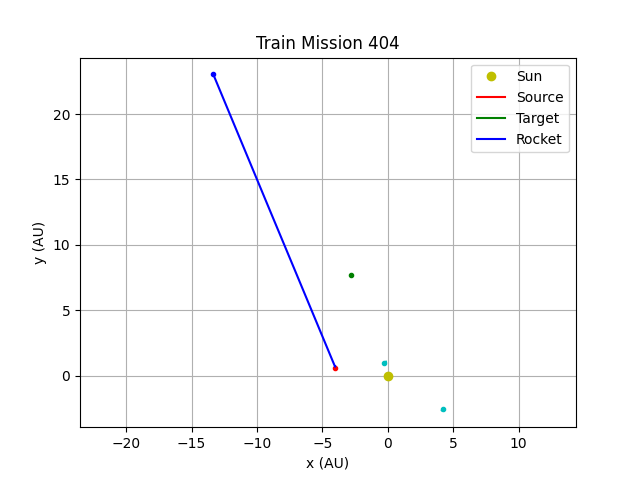 Train Mission 404
Sun
Source
Target
Rocket
20
15
10
5
0
y (AU)
−20
−15
−10
−5
0
5
10
x (AU)